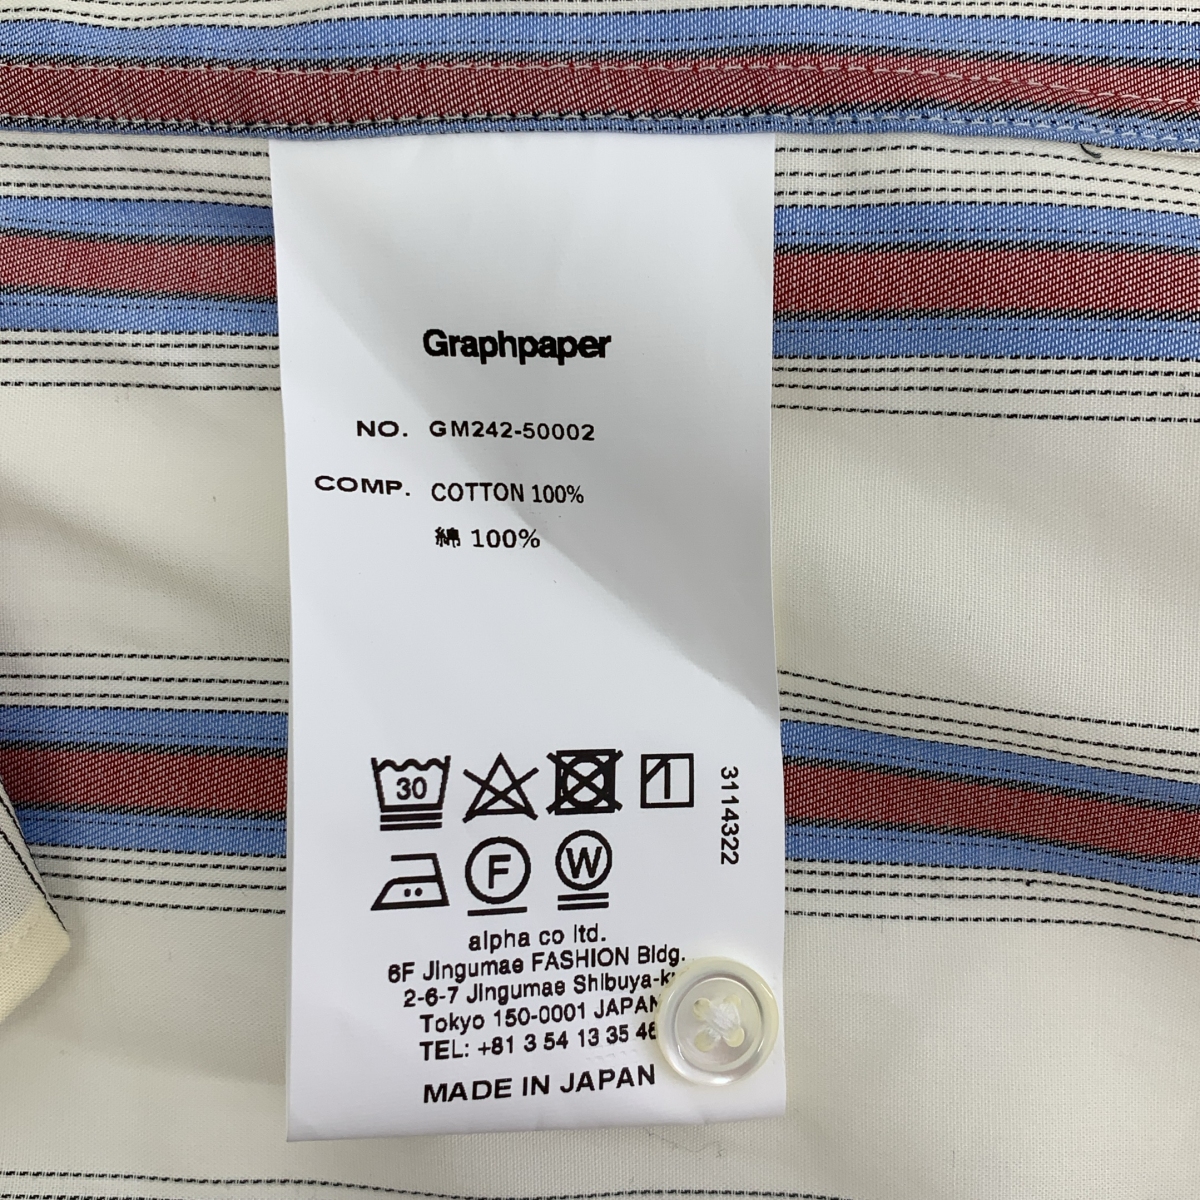 Graphpaper
NO. GM242-50002
COMP. COTTON 100%
綿 100%
30
3114322
F
W
alpha co ltd.
6F Jingumae FASHION Bldg.
2-6-7 Jingumae Shibuya-
Tokyo 150-0001 JAPAN
TEL: +81 3 54 13 35
MADE IN JAPAN